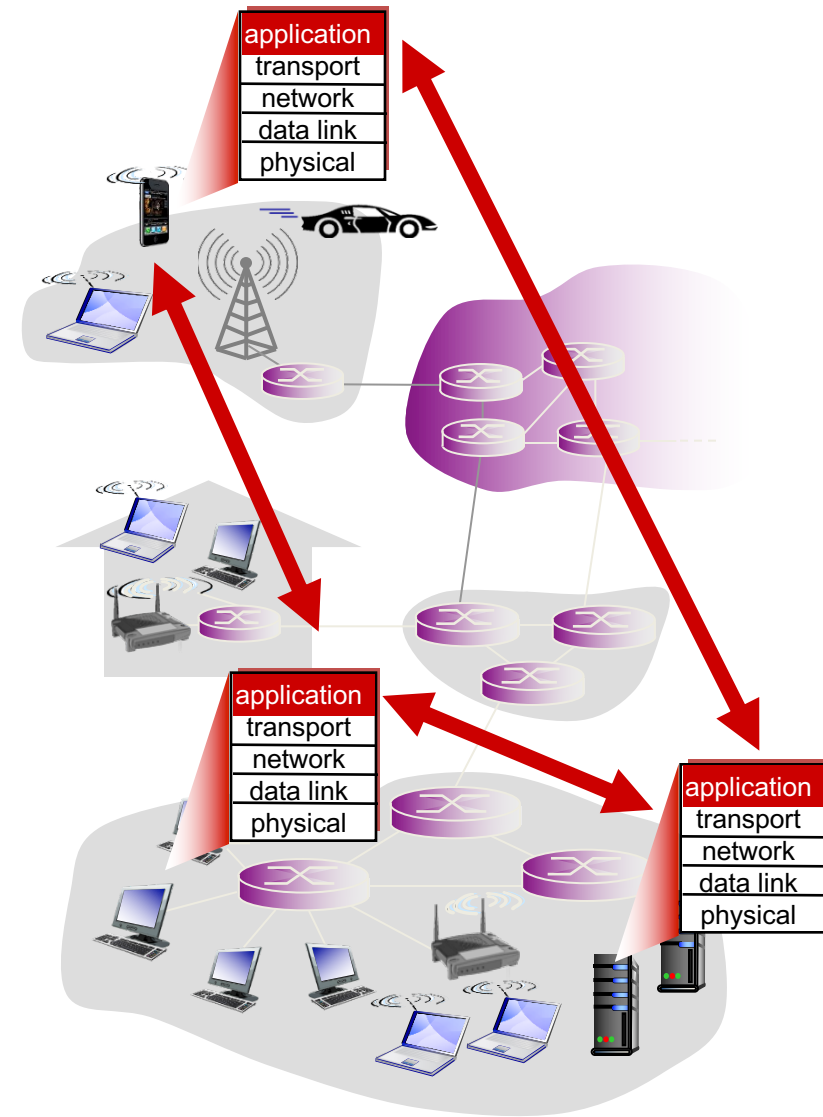 application
transport
network
data link
physical
application
transport
network
data link
physical
application
transport
network
data link
physical